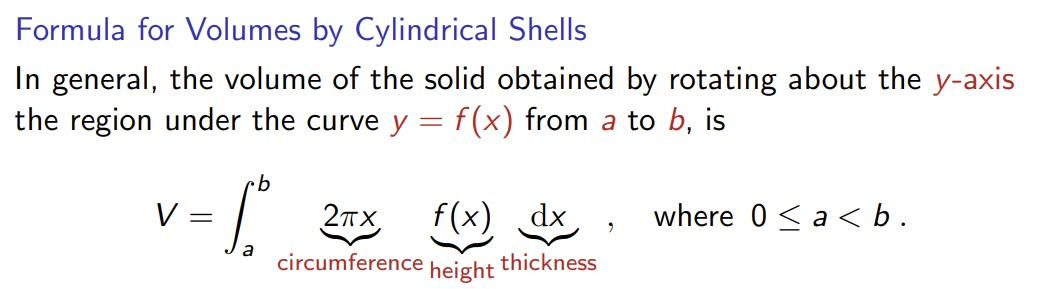 Formula for Volumes by Cylindrical Shells
In general, the volume of the solid obtained by rotating about the y-axis
the region under the curve y = f(x) from a to b, is
V = ∫_a^b 2πx f(x) dx , where 0 ≤ a < b .
circumference height thickness